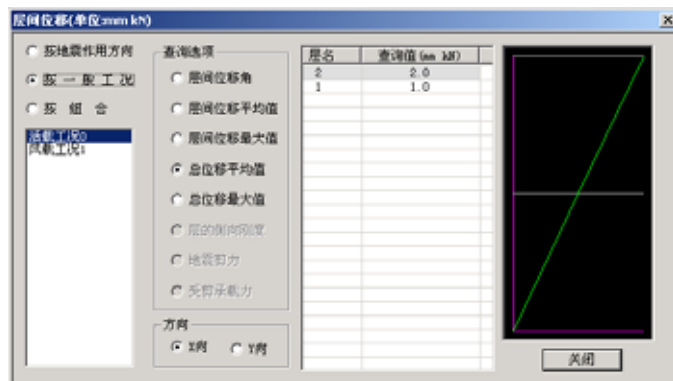 层间位移(单位:mm kN)
按地震作用方向
按一般工况
按 组 合
活载工况0
风载工况1
查询选项
层间位移角
层间位移平均值
层间位移最大值
总位移平均值
总位移最大值
层的侧向刚度
地震剪力
受剪承载力
方向
X向
Y向
层名 查询值(mm kN)
2 2.0
1 1.0
关闭